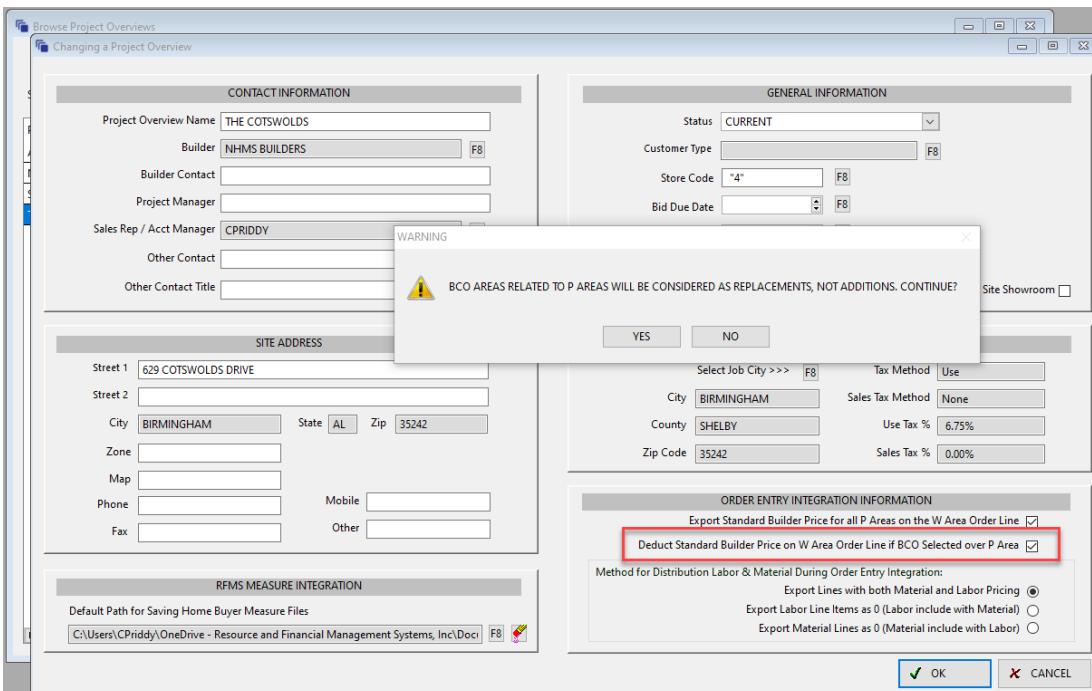 Browse Project Overviews
Changing a Project Overview
CONTACT INFORMATION
Project Overview Name THE COTSWOLDS
Builder NHMS BUILDERS F8
Builder Contact
Project Manager
Sales Rep / Acct Manager CPRIDDY
Other Contact
Other Contact Title
GENERAL INFORMATION
Status CURRENT
Customer Type F8
Store Code "4" F8
Bid Due Date F8
Site Showroom
WARNING
BCO AREAS RELATED TO P AREAS WILL BE CONSIDERED AS REPLACEMENTS, NOT ADDITIONS. CONTINUE?
YES NO
SITE ADDRESS
Street 1 629 COTSWOLDS DRIVE
Street 2
City BIRMINGHAM State AL Zip 35242
Zone
Map
Phone Mobile
Fax Other
Select Job City >>> F8 Tax Method Use
City BIRMINGHAM Sales Tax Method None
County SHELBY Use Tax % 6.75%
Zip Code 35242 Sales Tax % 0.00%
RFMS MEASURE INTEGRATION
Default Path for Saving Home Buyer Measure Files
C:\Users\CPriddy\OneDrive - Resource and Financial Management Systems, Inc\Docu F8
ORDER ENTRY INTEGRATION INFORMATION
Export Standard Builder Price for all P Areas on the W Area Order Line
Deduct Standard Builder Price on W Area Order Line if BCO Selected over P Area
Method for Distribution Labor & Material During Order Entry Integration:
Export Lines with both Material and Labor Pricing
Export Labor Line Items as 0 (Labor include with Material)
Export Material Lines as 0 (Material include with Labor)
OK CANCEL